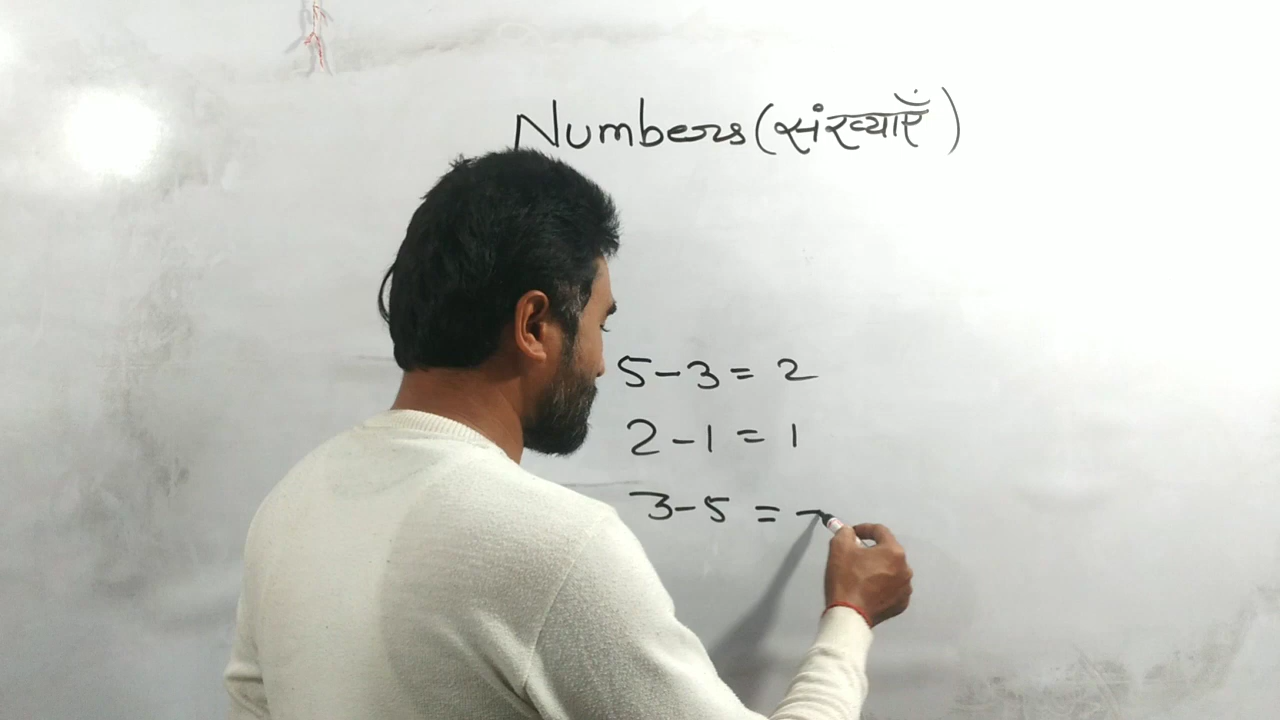 Numbers (संख्याएँ)
5-3= 2
2-1 = 1
3-5 = -